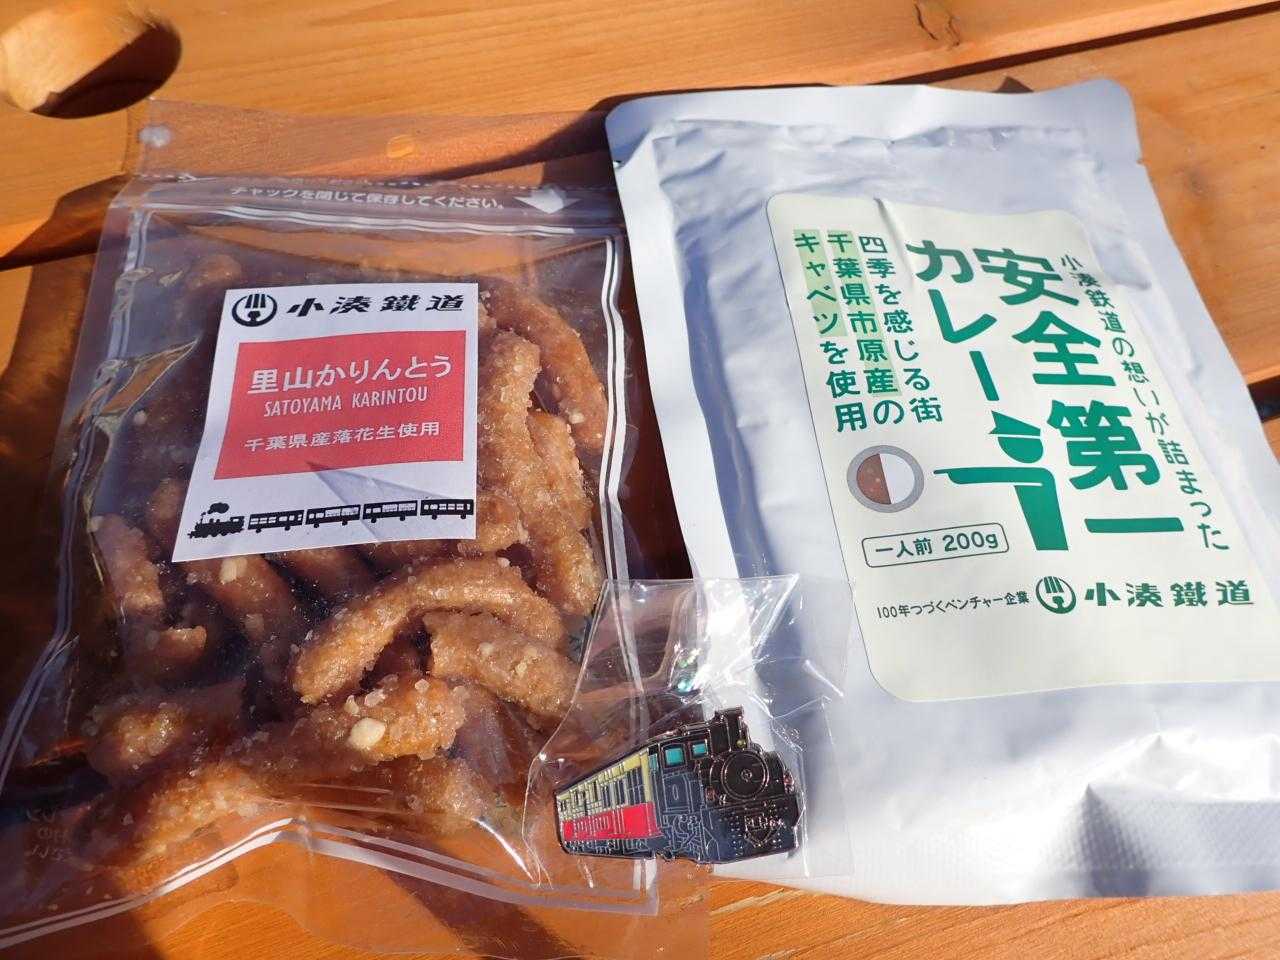 チャックを閉じて保存してください。
小湊鐵道
里山かりんとう
SATOYAMA KARINTOU
千葉県産落花生使用
小湊鉄道の想いが詰まった
安全第一
カレー
四季を感じる街
千葉県市原産の
キャベツを使用
一人前 200g
100年つづくベンチャー企業
小湊鐵道